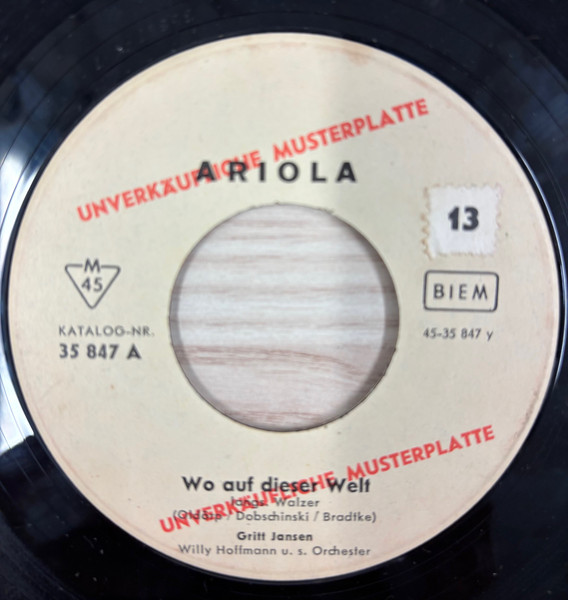 UNVERKÄUFLICHE MUSTERPLATTE
ARIOLA
13
M
45
BIEM
KATALOG-NR.
35 847 A
45-35 847 y
Wo auf dieser Welt
Walzer
/ Dobschinski / Bradtke)
UNVERKÄUFLICHE MUSTERPLATTE
Gritt Jansen
Willy Hoffmann u. s. Orchester